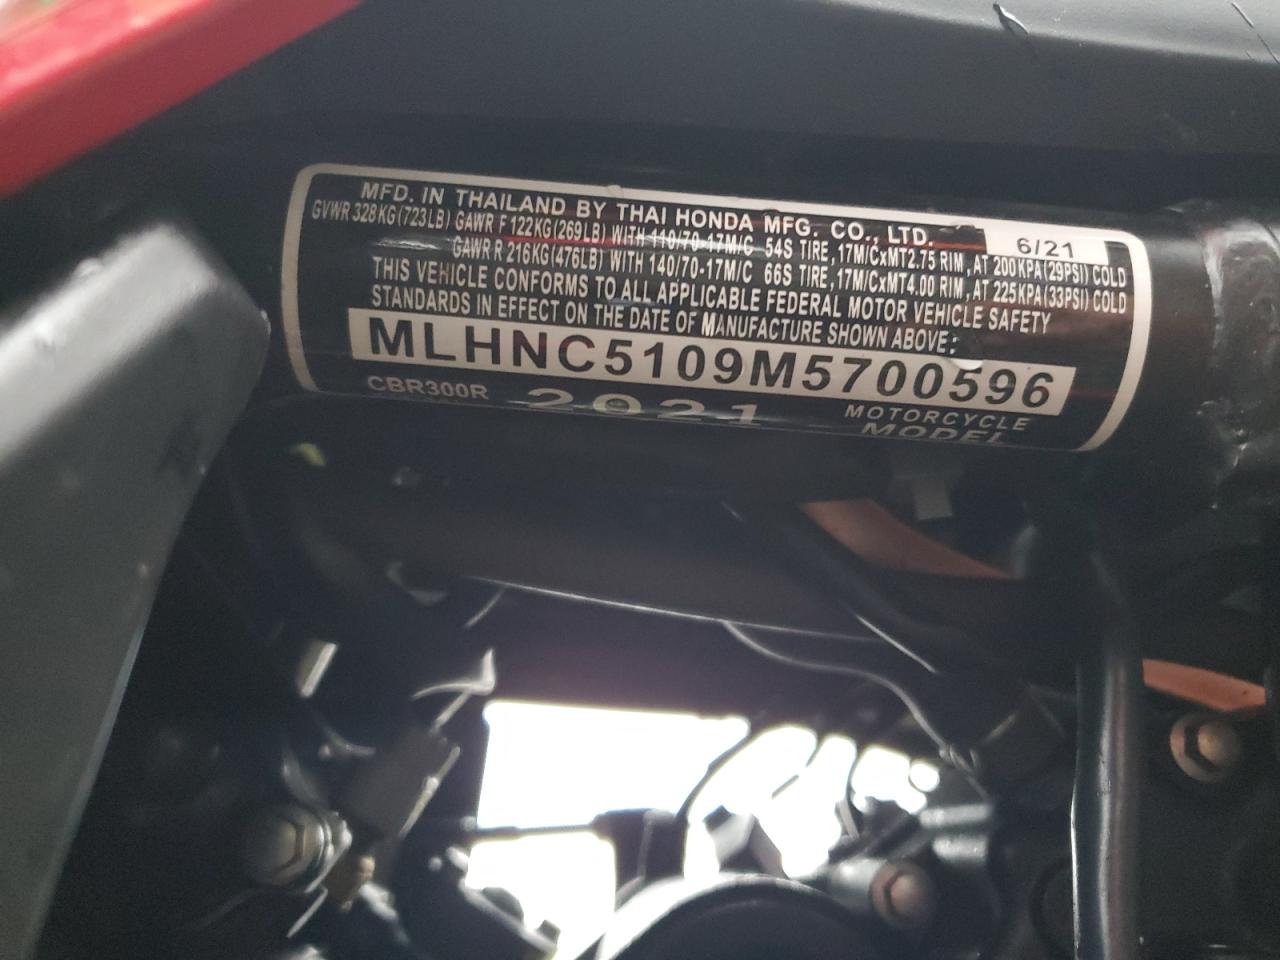 MFD. IN THAILAND BY THAI HONDA MFG. CO., LTD. 6/21
GVWR 328KG(723LB) GAWR F 122KG(269LB) WITH 110/70-17M/C 54S TIRE, 17M/CxMT2.75 RIM, AT 200KPA(29PSI) COLD
GAWR R 216KG(476LB) WITH 140/70-17M/C 66S TIRE, 17M/CxMT4.00 RIM, AT 225KPA(33PSI) COLD
THIS VEHICLE CONFORMS TO ALL APPLICABLE FEDERAL MOTOR VEHICLE SAFETY
STANDARDS IN EFFECT ON THE DATE OF MANUFACTURE SHOWN ABOVE:
MLHNC5109M5700596
CBR300R 2021 MOTORCYCLE
MODEL